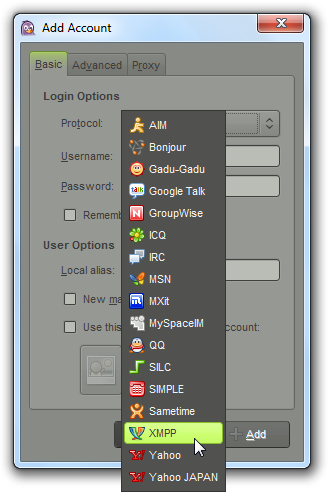 Add Account
Basic Advanced Proxy
Login Options
Protocol:
Username:
Password:
Rememb
User Options
Local alias:
New ma
Use this ccount:
AIM
Bonjour
Gadu-Gadu
Google Talk
GroupWise
ICQ
IRC
MSN
MXit
MySpaceIM
QQ
SILC
SIMPLE
Sametime
XMPP
Yahoo
Yahoo JAPAN
Add